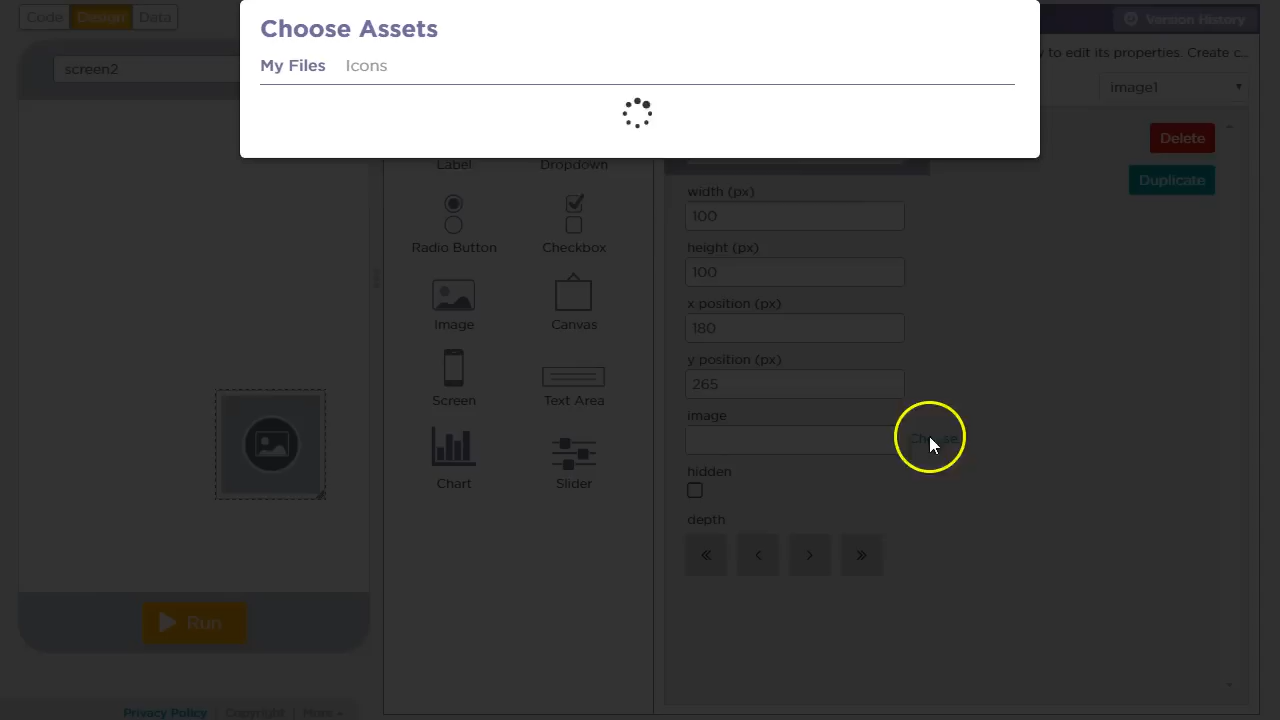 Code Design Data
Choose Assets
My Files Icons
Version History
screen2
y to edit its properties. Create c...
image1
Delete
Duplicate
Label Dropdown
Radio Button Checkbox
Image Canvas
Screen Text Area
Chart Slider
width (px)
100
height (px)
100
x position (px)
180
y position (px)
265
image
Choose...
hidden
depth
Run
Privacy Policy Copyright More